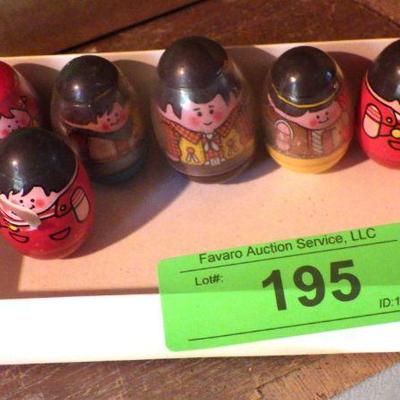 Favaro Auction Service, LLC
Lot#:
195
ID:1